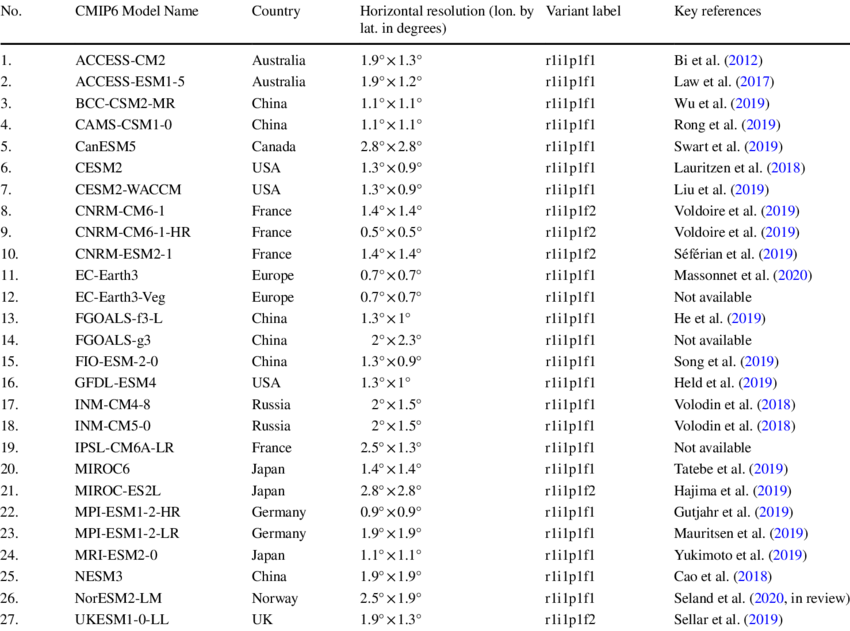 No. CMIP6 Model Name Country Horizontal resolution (lon. by lat. in degrees) Variant label Key references
1. ACCESS-CM2 Australia 1.9°×1.3° r1i1p1f1 Bi et al. (2012)
2. ACCESS-ESM1-5 Australia 1.9°×1.2° r1i1p1f1 Law et al. (2017)
3. BCC-CSM2-MR China 1.1°×1.1° r1i1p1f1 Wu et al. (2019)
4. CAMS-CSM1-0 China 1.1°×1.1° r1i1p1f1 Rong et al. (2019)
5. CanESM5 Canada 2.8°×2.8° r1i1p1f1 Swart et al. (2019)
6. CESM2 USA 1.3°×0.9° r1i1p1f1 Lauritzen et al. (2018)
7. CESM2-WACCM USA 1.3°×0.9° r1i1p1f1 Liu et al. (2019)
8. CNRM-CM6-1 France 1.4°×1.4° r1i1p1f2 Voldoire et al. (2019)
9. CNRM-CM6-1-HR France 0.5°×0.5° r1i1p1f2 Voldoire et al. (2019)
10. CNRM-ESM2-1 France 1.4°×1.4° r1i1p1f2 Séférian et al. (2019)
11. EC-Earth3 Europe 0.7°×0.7° r1i1p1f1 Massonnet et al. (2020)
12. EC-Earth3-Veg Europe 0.7°×0.7° r1i1p1f1 Not available
13. FGOALS-f3-L China 1.3°×1° r1i1p1f1 He et al. (2019)
14. FGOALS-g3 China 2°×2.3° r1i1p1f1 Not available
15. FIO-ESM-2-0 China 1.3°×0.9° r1i1p1f1 Song et al. (2019)
16. GFDL-ESM4 USA 1.3°×1° r1i1p1f1 Held et al. (2019)
17. INM-CM4-8 Russia 2°×1.5° r1i1p1f1 Volodin et al. (2018)
18. INM-CM5-0 Russia 2°×1.5° r1i1p1f1 Volodin et al. (2018)
19. IPSL-CM6A-LR France 2.5°×1.3° r1i1p1f1 Not available
20. MIROC6 Japan 1.4°×1.4° r1i1p1f1 Tatebe et al. (2019)
21. MIROC-ES2L Japan 2.8°×2.8° r1i1p1f2 Hajima et al. (2019)
22. MPI-ESM1-2-HR Germany 0.9°×0.9° r1i1p1f1 Gutjahr et al. (2019)
23. MPI-ESM1-2-LR Germany 1.9°×1.9° r1i1p1f1 Mauritsen et al. (2019)
24. MRI-ESM2-0 Japan 1.1°×1.1° r1i1p1f1 Yukimoto et al. (2019)
25. NESM3 China 1.9°×1.9° r1i1p1f1 Cao et al. (2018)
26. NorESM2-LM Norway 2.5°×1.9° r1i1p1f1 Seland et al. (2020, in review)
27. UKESM1-0-LL UK 1.9°×1.3° r1i1p1f2 Sellar et al. (2019)